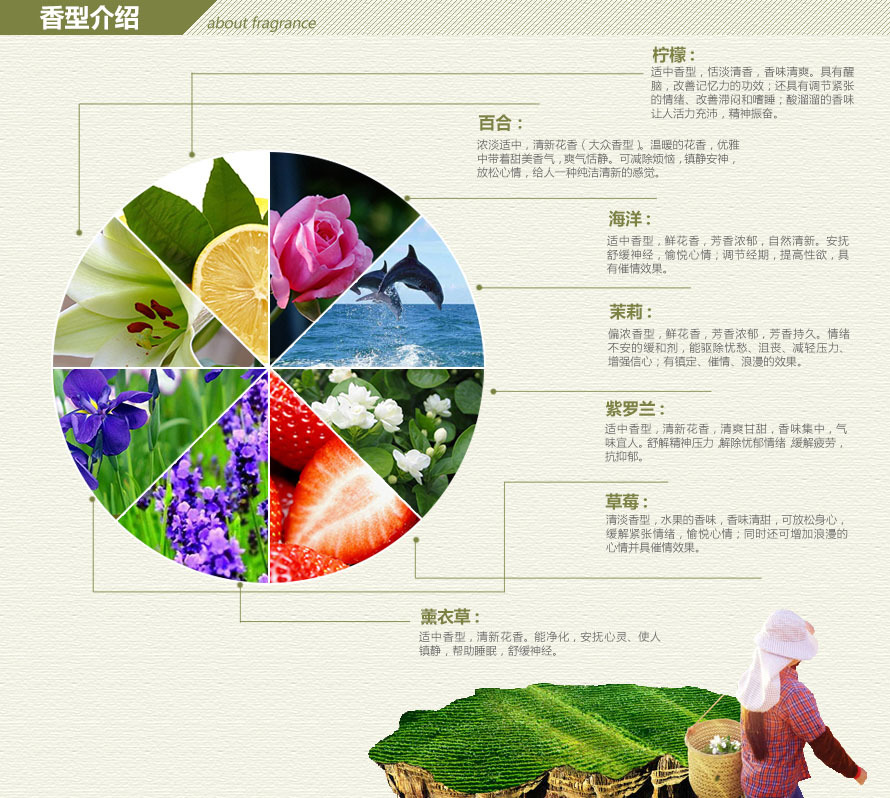 香型介绍
about fragrance
柠檬：
适中香型，恬淡清香，香味清爽。具有醒
脑，改善记忆力的功效；还具有调节紧张
的情绪、改善滞闷和嗜睡；酸溜溜的香味
让人活力充沛，精神振奋。
百合：
浓淡适中，清新花香（大众香型）。温暖的花香，优雅
中带着甜美香气，爽气恬静。可减除烦恼，镇静安神，
放松心情，给人一种纯洁清新的感觉。
海洋：
适中香型，鲜花香，芳香浓郁，自然清新。安抚
舒缓神经，愉悦心情；调节经期，提高性欲，具
有催情效果。
茉莉：
偏浓香型，鲜花香，芳香浓郁，芳香持久。情绪
不安的缓和剂，能驱除忧愁、沮丧、减轻压力、
增强信心；有镇定、催情、浪漫的效果。
紫罗兰：
适中香型，清新花香，清爽甘甜，香味集中，气
味宜人。舒解精神压力，解除忧郁情绪，缓解疲劳，
抗抑郁。
草莓：
清淡香型，水果的香味，香味清甜，可放松身心，
缓解紧张情绪，愉悦心情；同时还可增加浪漫的
心情并具催情效果。
薰衣草：
适中香型，清新花香。能净化，安抚心灵、使人
镇静，帮助睡眠，舒缓神经。